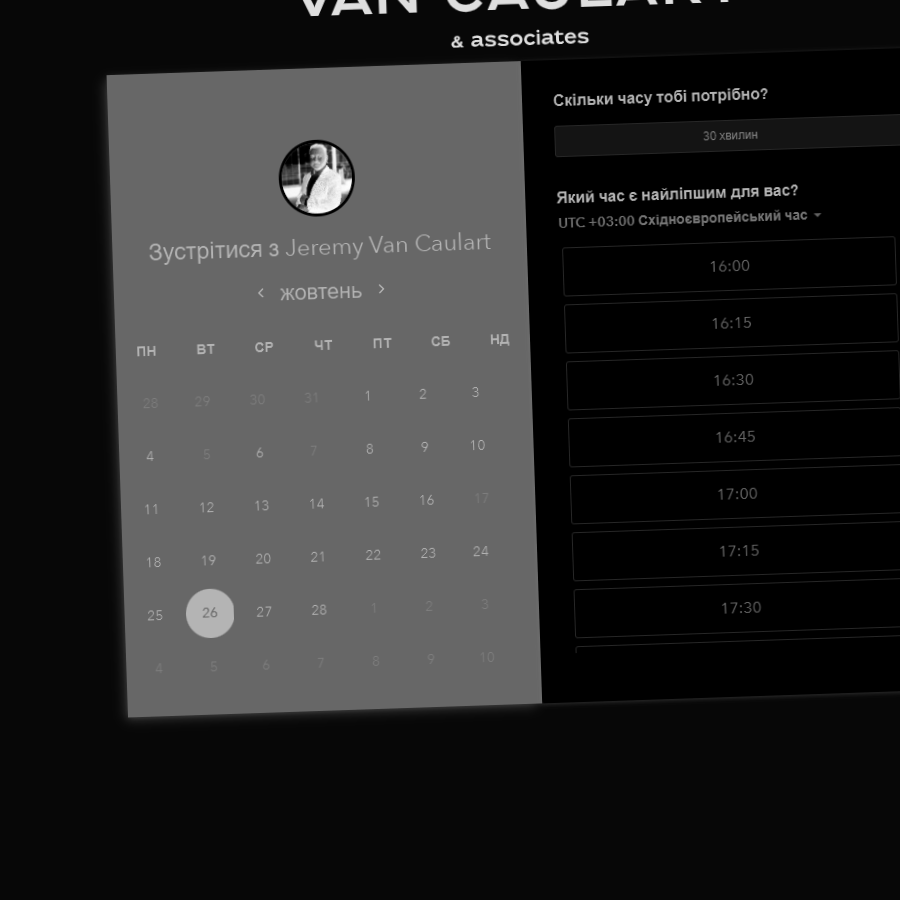 VAN CAULART
& associates
Зустрітися з Jeremy Van Caulart
жовтень
ПН ВТ СР ЧТ ПТ СБ НД
28 29 30 31 1 2 3
4 5 6 7 8 9 10
11 12 13 14 15 16 17
18 19 20 21 22 23 24
25 26 27 28 1 2 3
4 5 6 7 8 9 10
Скільки часу тобі потрібно?
30 хвилин
Який час є найліпшим для вас?
UTC +03:00 Східноєвропейський час
16:00
16:15
16:30
16:45
17:00
17:15
17:30